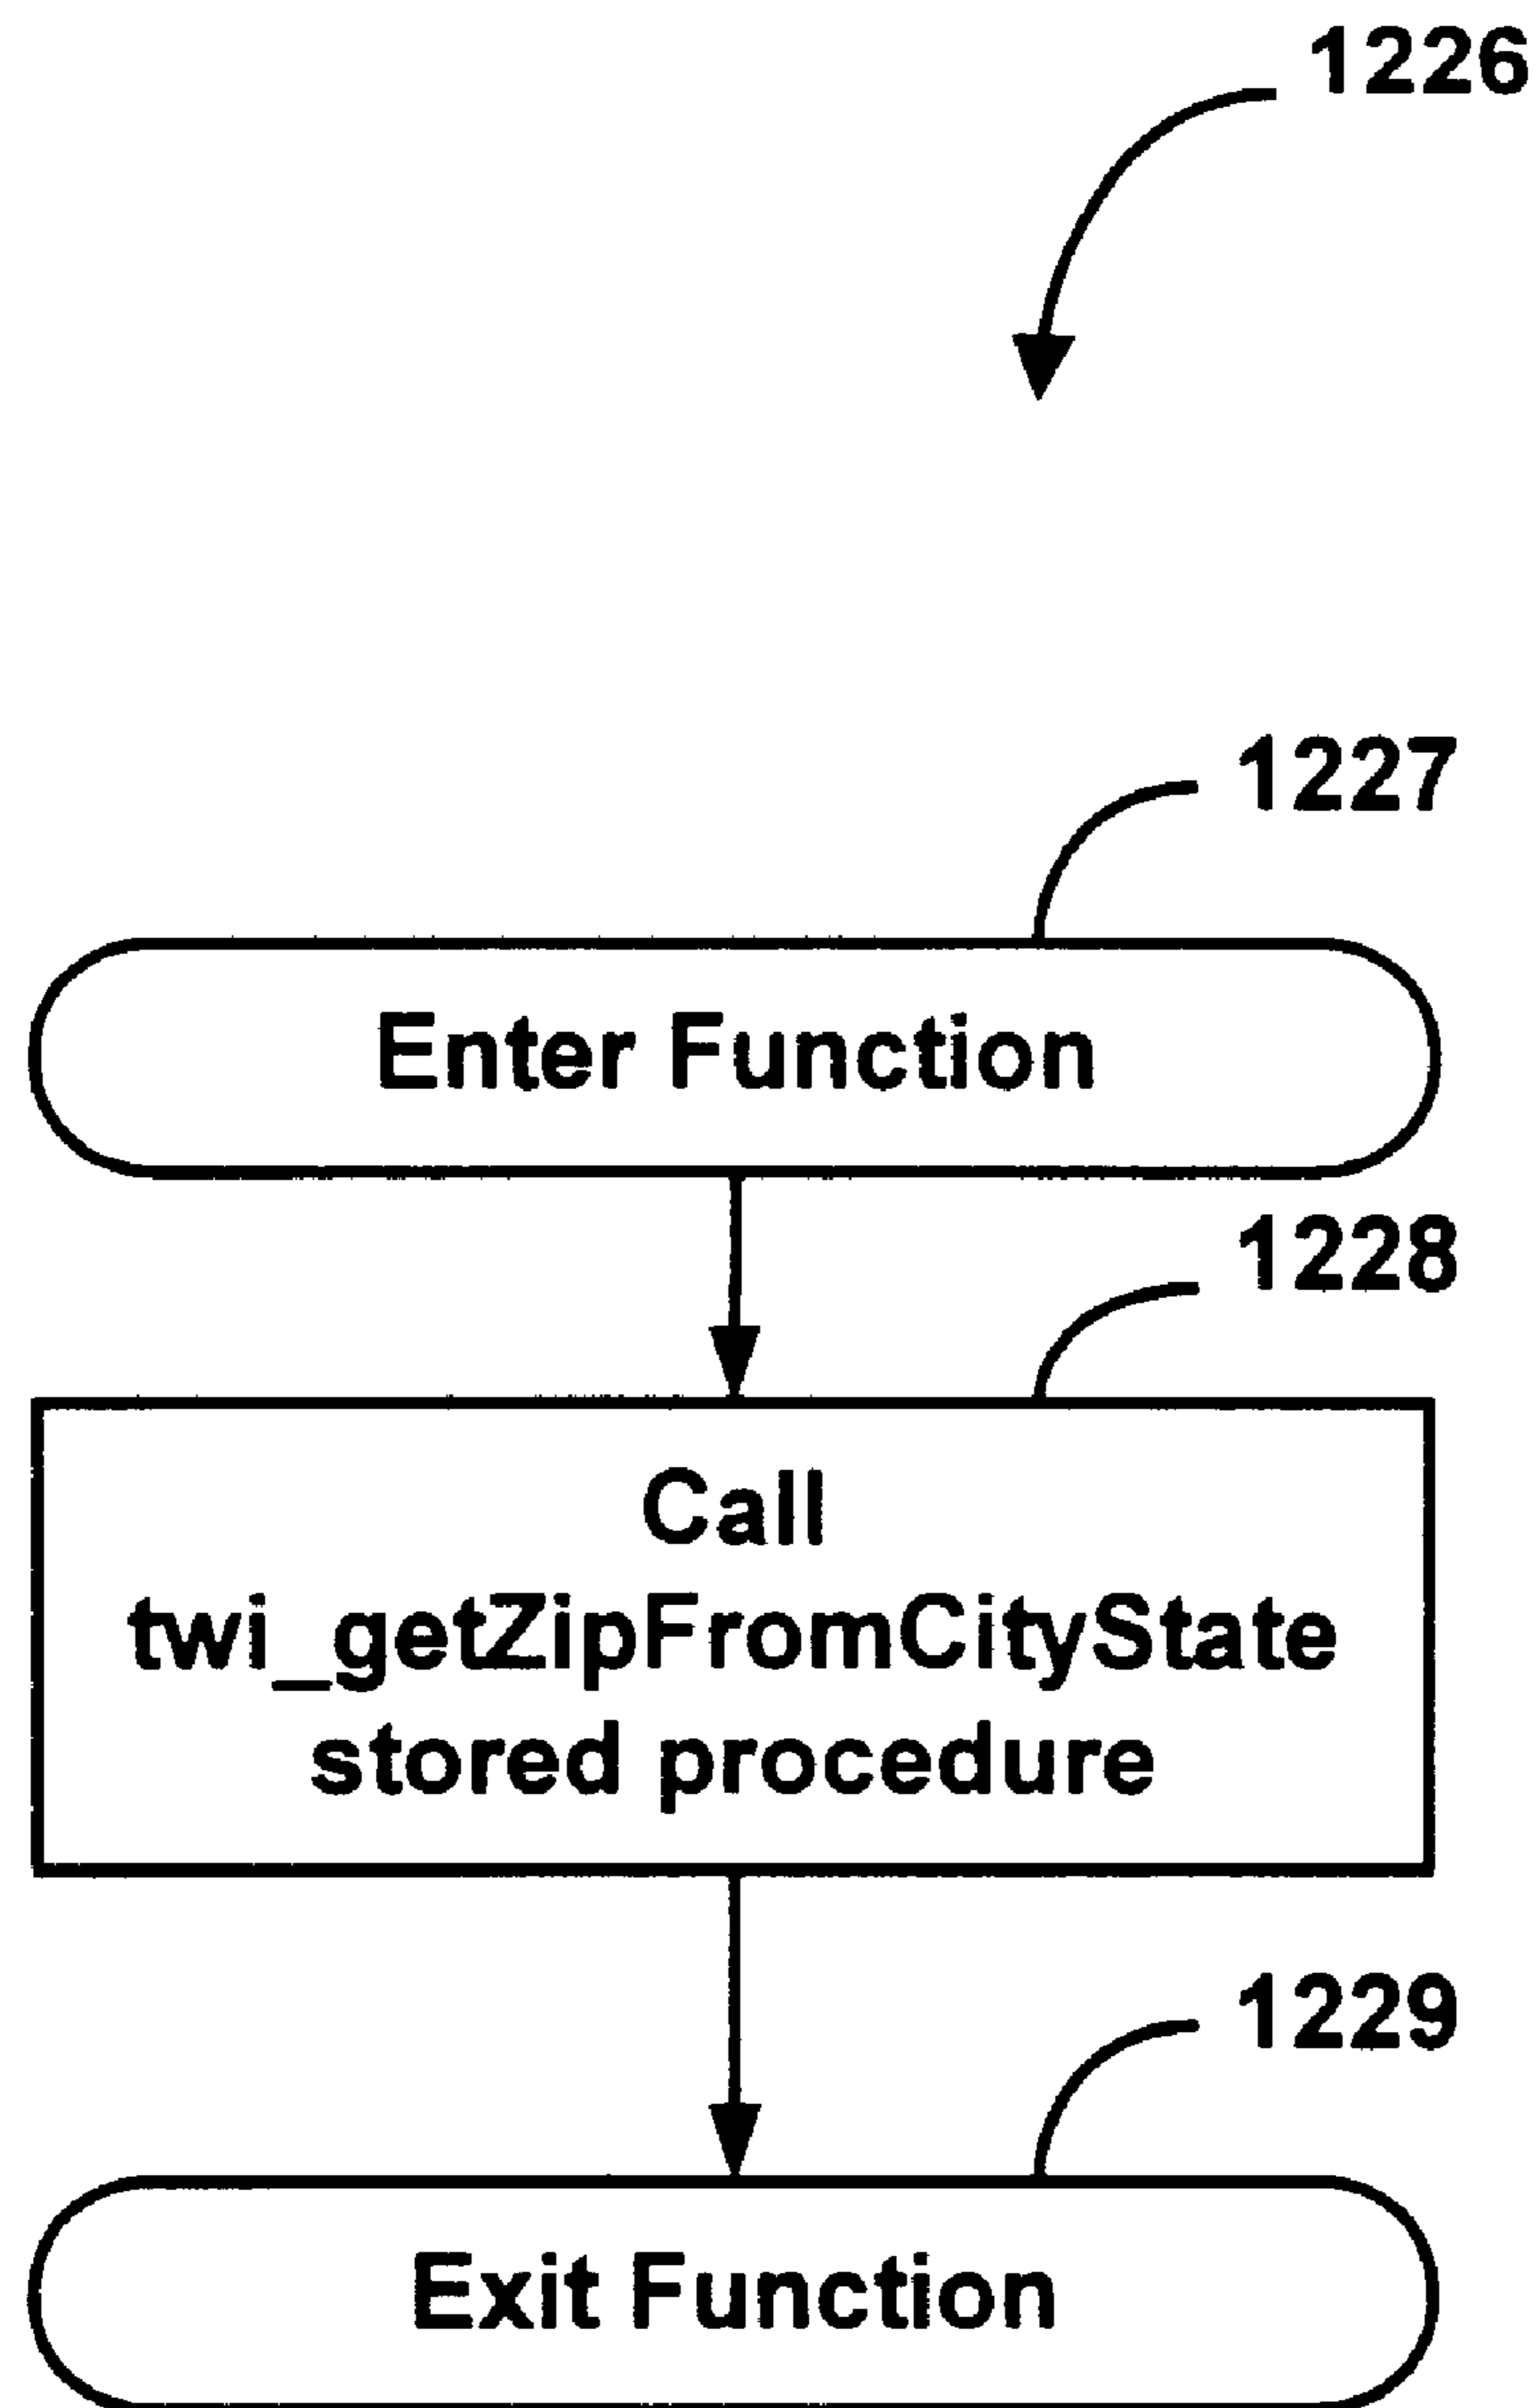 1226
1227
Enter Function
1228
Call
twi_getZipFromCityState
stored procedure
1229
Exit Function